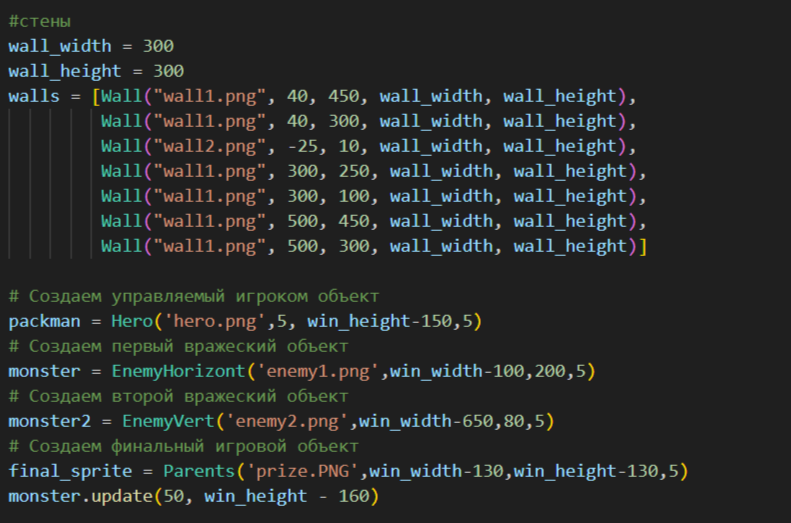 #стены
wall_width = 300
wall_height = 300
walls = [Wall("wall1.png", 40, 450, wall_width, wall_height),
Wall("wall1.png", 40, 300, wall_width, wall_height),
Wall("wall2.png", -25, 10, wall_width, wall_height),
Wall("wall1.png", 300, 250, wall_width, wall_height),
Wall("wall1.png", 300, 100, wall_width, wall_height),
Wall("wall1.png", 500, 450, wall_width, wall_height),
Wall("wall1.png", 500, 300, wall_width, wall_height)]
# Создаем управляемый игроком объект
packman = Hero('hero.png',5, win_height-150,5)
# Создаем первый вражеский объект
monster = EnemyHorizont('enemy1.png',win_width-100,200,5)
# Создаем второй вражеский объект
monster2 = EnemyVert('enemy2.png',win_width-650,80,5)
# Создаем финальный игровой объект
final_sprite = Parents('prize.PNG',win_width-130,win_height-130,5)
monster.update(50, win_height - 160)